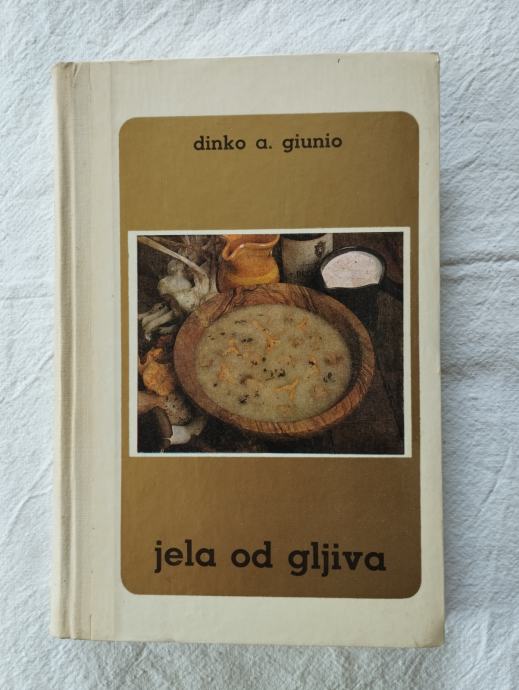 dinko a. giunio
jela od gljiva